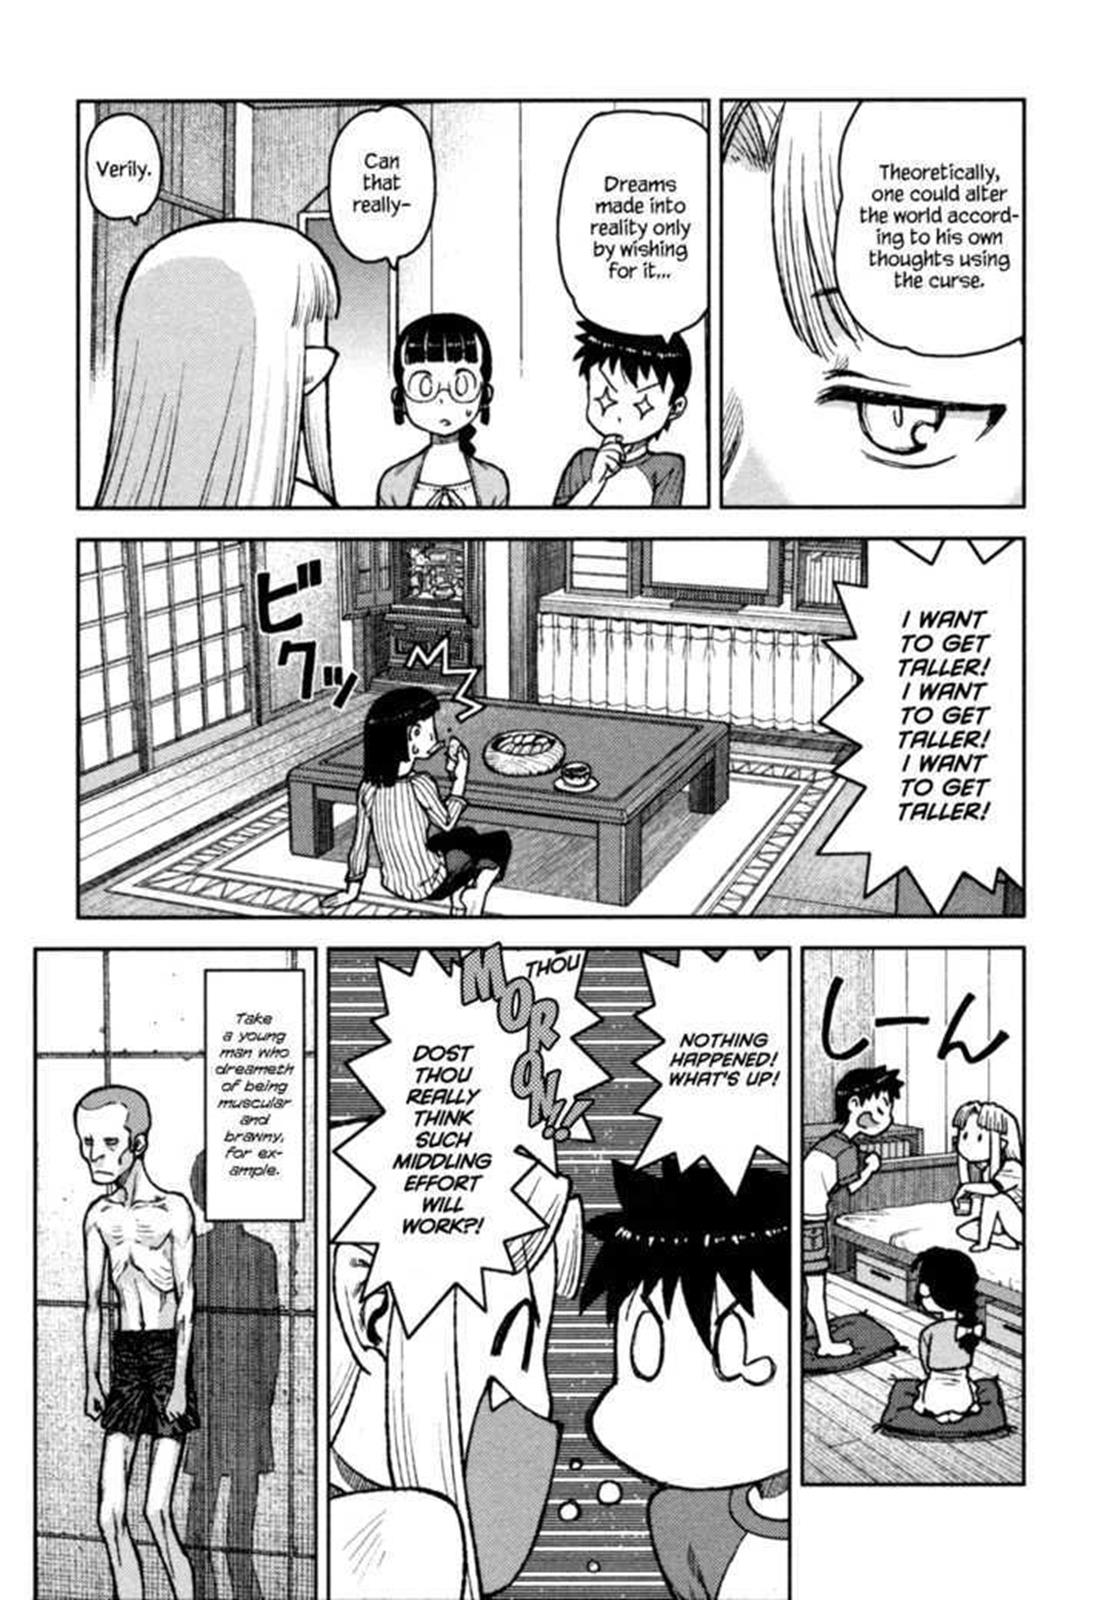 Theoretically,
one could alter
the world accord-
ing to his own
thoughts using
the curse.
Dreams
made into
reality only
by wishing
for it...
Can
that
really-
Verily.
I WANT
TO GET
TALLER!
I WANT
TO GET
TALLER!
I WANT
TO GET
TALLER!
ビ
クッ
しーん
NOTHING
HAPPENED!
WHAT'S UP!
THOU
MORON!!
DOST
THOU
REALLY
THINK
SUCH
MIDDLING
EFFORT
WILL
WORK?!
Take
a young
man who
dreameth
of being
muscular
and
brawny,
for ex-
ample.